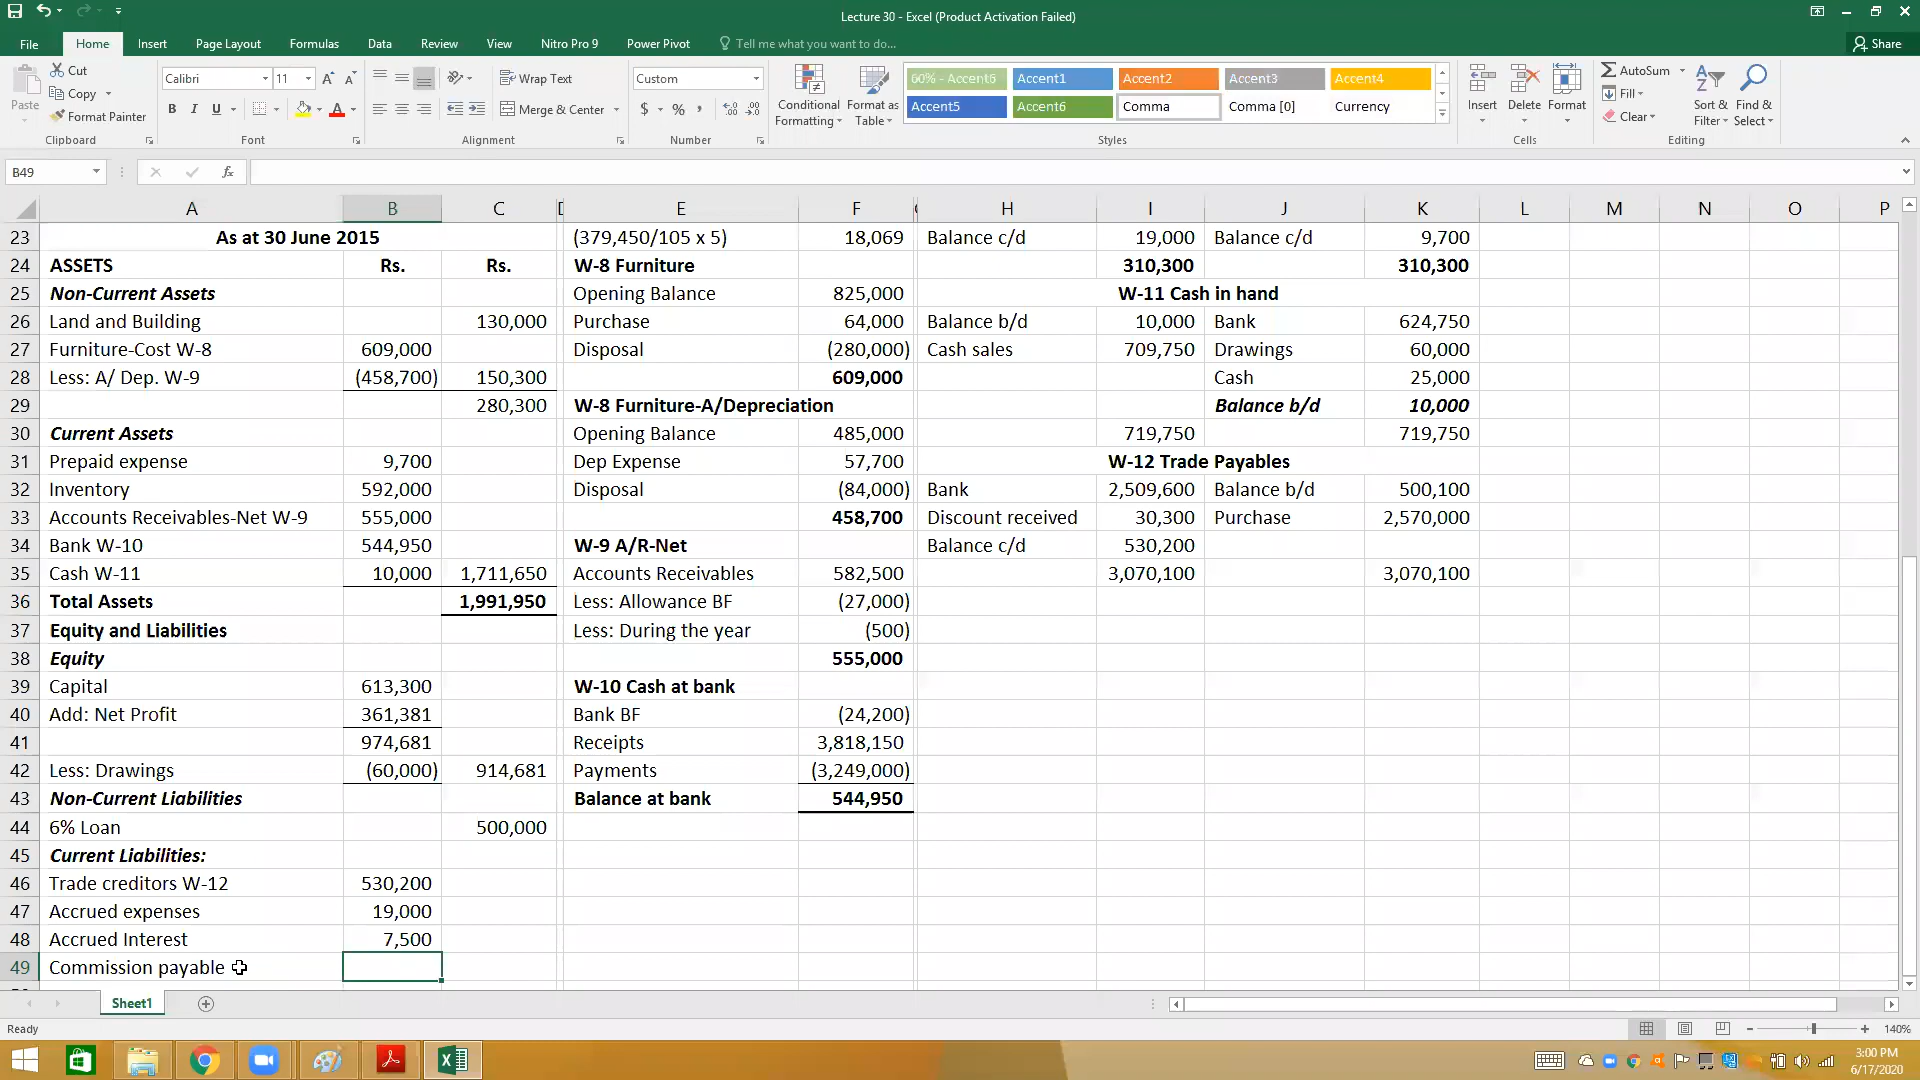 Lecture 30 - Excel (Product Activation Failed)
File Home Insert Page Layout Formulas Data Review View Nitro Pro 9 Power Pivot Tell me what you want to do... Share
Paste Cut Copy Format Painter Clipboard
Calibri 11 B I U A Font
Wrap Text Merge & Center Alignment
Custom $ % Number
Conditional Formatting Format as Table
60% - Accent6 Accent1 Accent2 Accent3 Accent4
Accent5 Accent6 Comma Comma [0] Currency
Styles
Insert Delete Format Cells
AutoSum Fill Clear Sort & Filter Find & Select Editing
B49 fx
A B C D E F G H I J K L M N O P
23 As at 30 June 2015 (379,450/105 x 5) 18,069 Balance c/d 19,000 Balance c/d 9,700
24 ASSETS Rs. Rs. W-8 Furniture 310,300 310,300
25 Non-Current Assets Opening Balance 825,000 W-11 Cash in hand
26 Land and Building 130,000 Purchase 64,000 Balance b/d 10,000 Bank 624,750
27 Furniture-Cost W-8 609,000 Disposal (280,000) Cash sales 709,750 Drawings 60,000
28 Less: A/ Dep. W-9 (458,700) 150,300 609,000 Cash 25,000
29 280,300 W-8 Furniture-A/Depreciation Balance b/d 10,000
30 Current Assets Opening Balance 485,000 719,750 719,750
31 Prepaid expense 9,700 Dep Expense 57,700 W-12 Trade Payables
32 Inventory 592,000 Disposal (84,000) Bank 2,509,600 Balance b/d 500,100
33 Accounts Receivables-Net W-9 555,000 458,700 Discount received 30,300 Purchase 2,570,000
34 Bank W-10 544,950 W-9 A/R-Net Balance c/d 530,200
35 Cash W-11 10,000 1,711,650 Accounts Receivables 582,500 3,070,100 3,070,100
36 Total Assets 1,991,950 Less: Allowance BF (27,000)
37 Equity and Liabilities Less: During the year (500)
38 Equity 555,000
39 Capital 613,300 W-10 Cash at bank
40 Add: Net Profit 361,381 Bank BF (24,200)
41 974,681 Receipts 3,818,150
42 Less: Drawings (60,000) 914,681 Payments (3,249,000)
43 Non-Current Liabilities Balance at bank 544,950
44 6% Loan 500,000
45 Current Liabilities:
46 Trade creditors W-12 530,200
47 Accrued expenses 19,000
48 Accrued Interest 7,500
49 Commission payable
Sheet1
Ready 140%
3:00 PM
6/17/2020